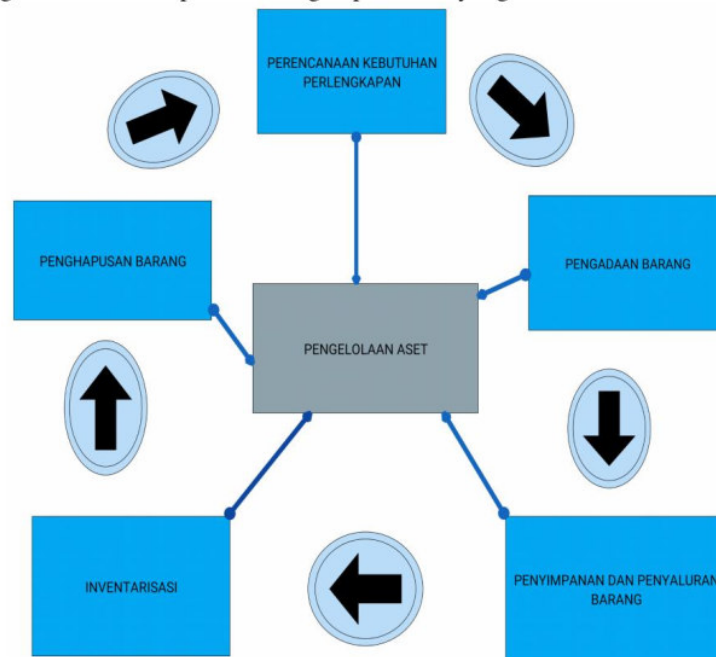 PERENCANAAN KEBUTUHAN
PERLENGKAPAN
PENGHAPUSAN BARANG
PENGADAAN BARANG
PENGELOLAAN ASET
INVENTARISASI
PENYIMPANAN DAN PENYALURAN
BARANG